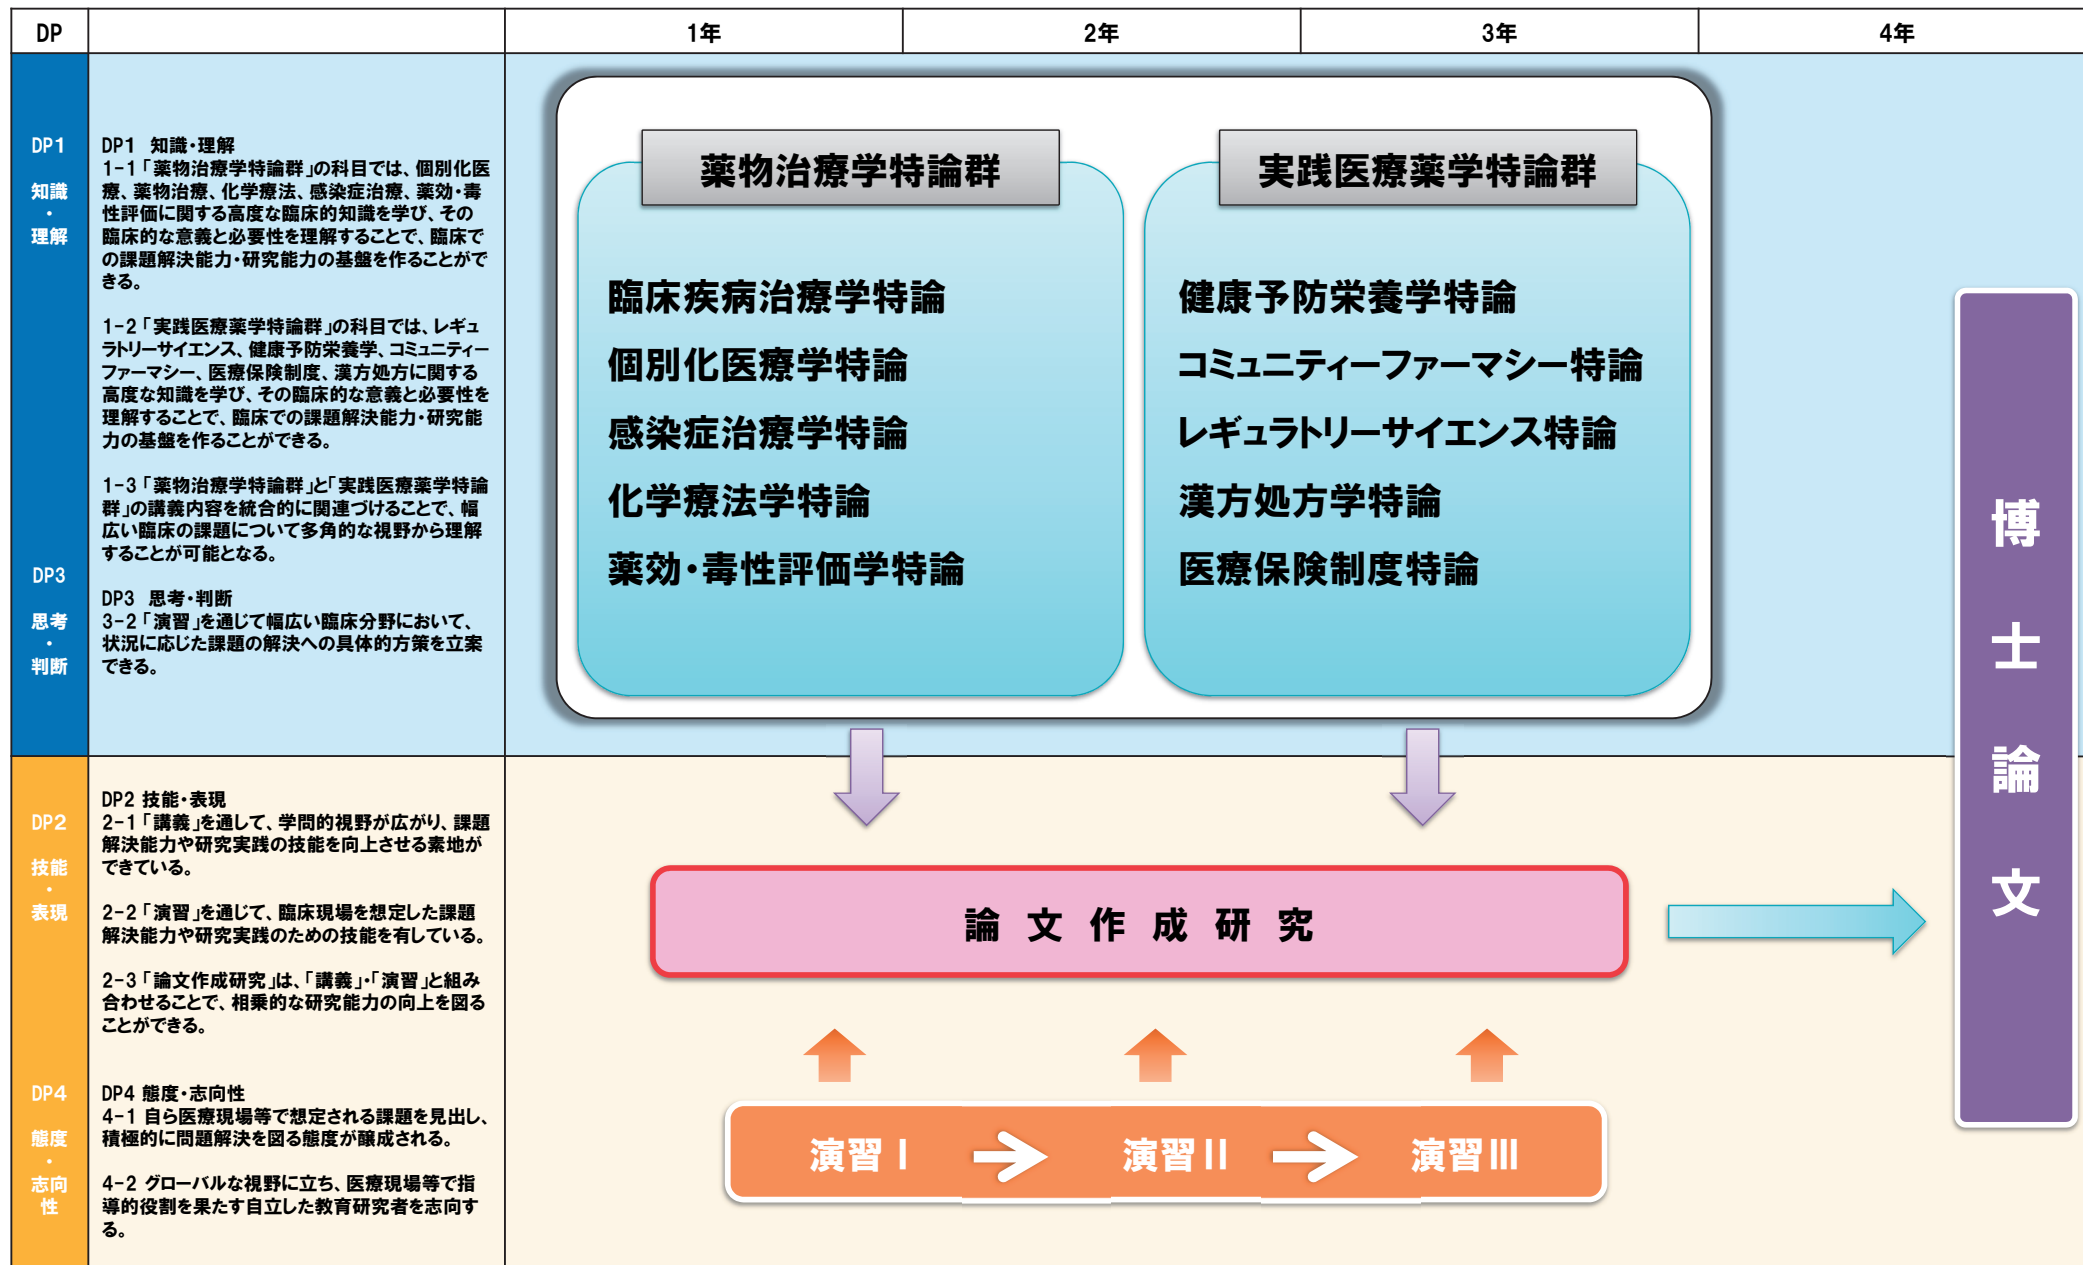 DP
1年
2年
3年
4年
DP1
知識
・
理解
DP3
思考
・
判断
DP1　知識・理解
1-1「薬物治療学特論群」の科目では、個別化医
療、薬物治療、化学療法、感染症治療、薬効・毒
性評価に関する高度な臨床的知識を学び、その
臨床的な意義と必要性を理解することで、臨床で
の課題解決能力・研究能力の基盤を作ることがで
きる。
1-2「実践医療薬学特論群」の科目では、レギュ
ラトリーサイエンス、健康予防栄養学、コミュニティー
ファーマシー、医療保険制度、漢方処方に関する
高度な知識を学び、その臨床的な意義と必要性を
理解することで、臨床での課題解決能力・研究能
力の基盤を作ることができる。
1-3「薬物治療学特論群」と「実践医療薬学特論
群」の講義内容を統合的に関連づけることで、幅
広い臨床の課題について多角的な視野から理解
することが可能となる。
DP3　思考・判断
3-2「演習」を通じて幅広い臨床分野において、
状況に応じた課題の解決への具体的方策を立案
できる。
薬物治療学特論群
臨床疾病治療学特論
個別化医療学特論
感染症治療学特論
化学療法学特論
薬効・毒性評価学特論
実践医療薬学特論群
健康予防栄養学特論
コミュニティーファーマシー特論
レギュラトリーサイエンス特論
漢方処方学特論
医療保険制度特論
DP2
技能
・
表現
DP4
態度
・
志向
性
DP2 技能・表現
2-1「講義」を通して、学問的視野が広がり、課題
解決能力や研究実践の技能を向上させる素地が
できている。
2-2「演習」を通じて、臨床現場を想定した課題
解決能力や研究実践のための技能を有している。
2-3「論文作成研究」は、「講義」・「演習」と組み
合わせることで、相乗的な研究能力の向上を図る
ことができる。
DP4 態度・志向性
4-1 自ら医療現場等で想定される課題を見出し、
積極的に問題解決を図る態度が醸成される。
4-2 グローバルな視野に立ち、医療現場等で指
導的役割を果たす自立した教育研究者を志向す
る。
論文作成研究
演習Ⅰ
演習Ⅱ
演習Ⅲ
博士論文